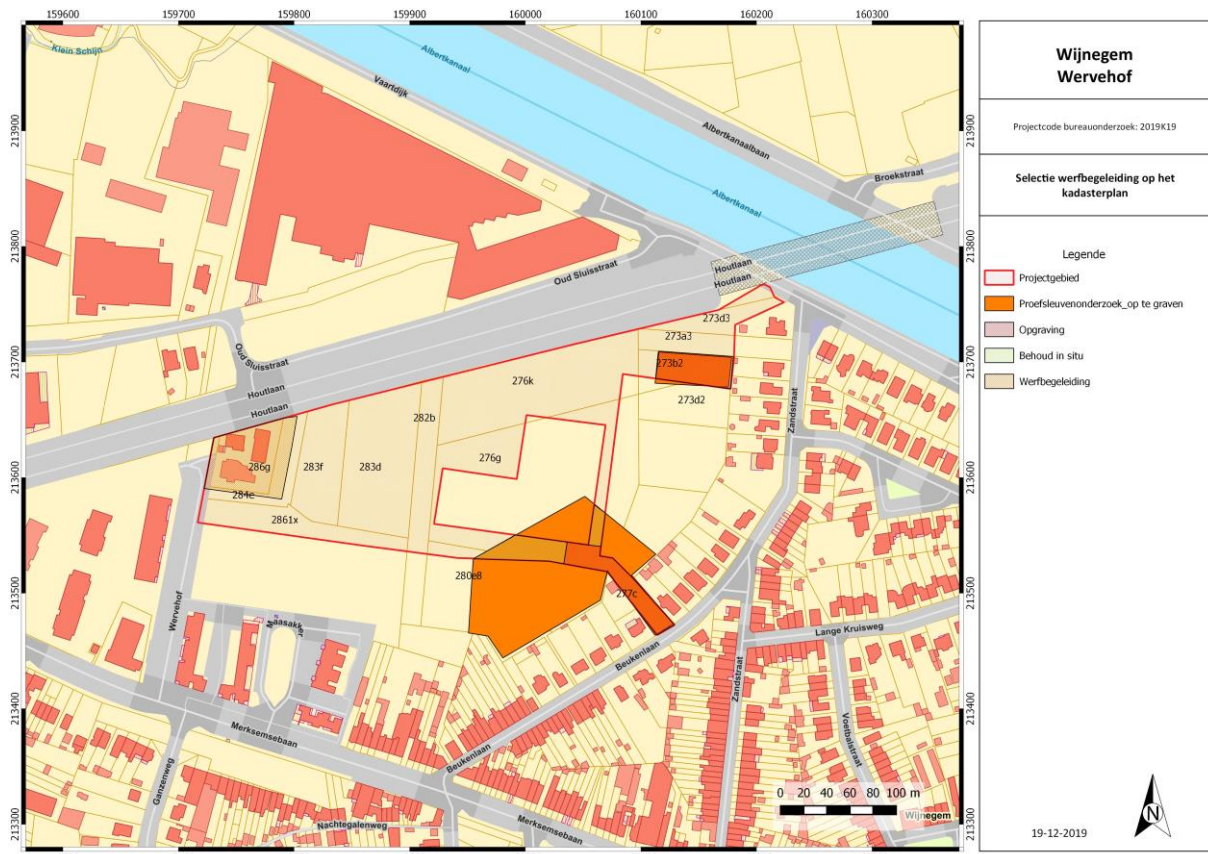 159600 159700 159800 159900 160000 160100 160200 160300
213900
213800
213700
213600
213500
213400
213300
Klein Schijn
Vaartdijk
Albertkanaal
Albertkanaalbaan
Broekstraat
Albertkanaal
Houtlaan
Houtlaan
Oud Sluisstraat
Oud Sluisstraat
Houtlaan
Houtlaan
273d3
273a3
273b2
273d2
276k
282b
276g
286g
283f
283d
284e
2861x
280e8
277c
Zandstraat
Wervehof
Maasakker
Beukenlaan
Lange Kruisweg
Zandstraat
Voetbalstraat
Merksemsebaan
Ganzenweg
Beukenlaan
Nachtegalenweg
Merksemsebaan
Wijnegem
0 20 40 60 80 100 m
213900
213800
213700
213600
213500
213400
213300
Wijnegem
Wervehof
Projectcode bureauonderzoek: 2019K19
Selectie werfbegeleiding op het
kadasterplan
Legende
Projectgebied
Proefsleuvenonderzoek_op te graven
Opgraving
Behoud in situ
Werfbegeleiding
19-12-2019
N